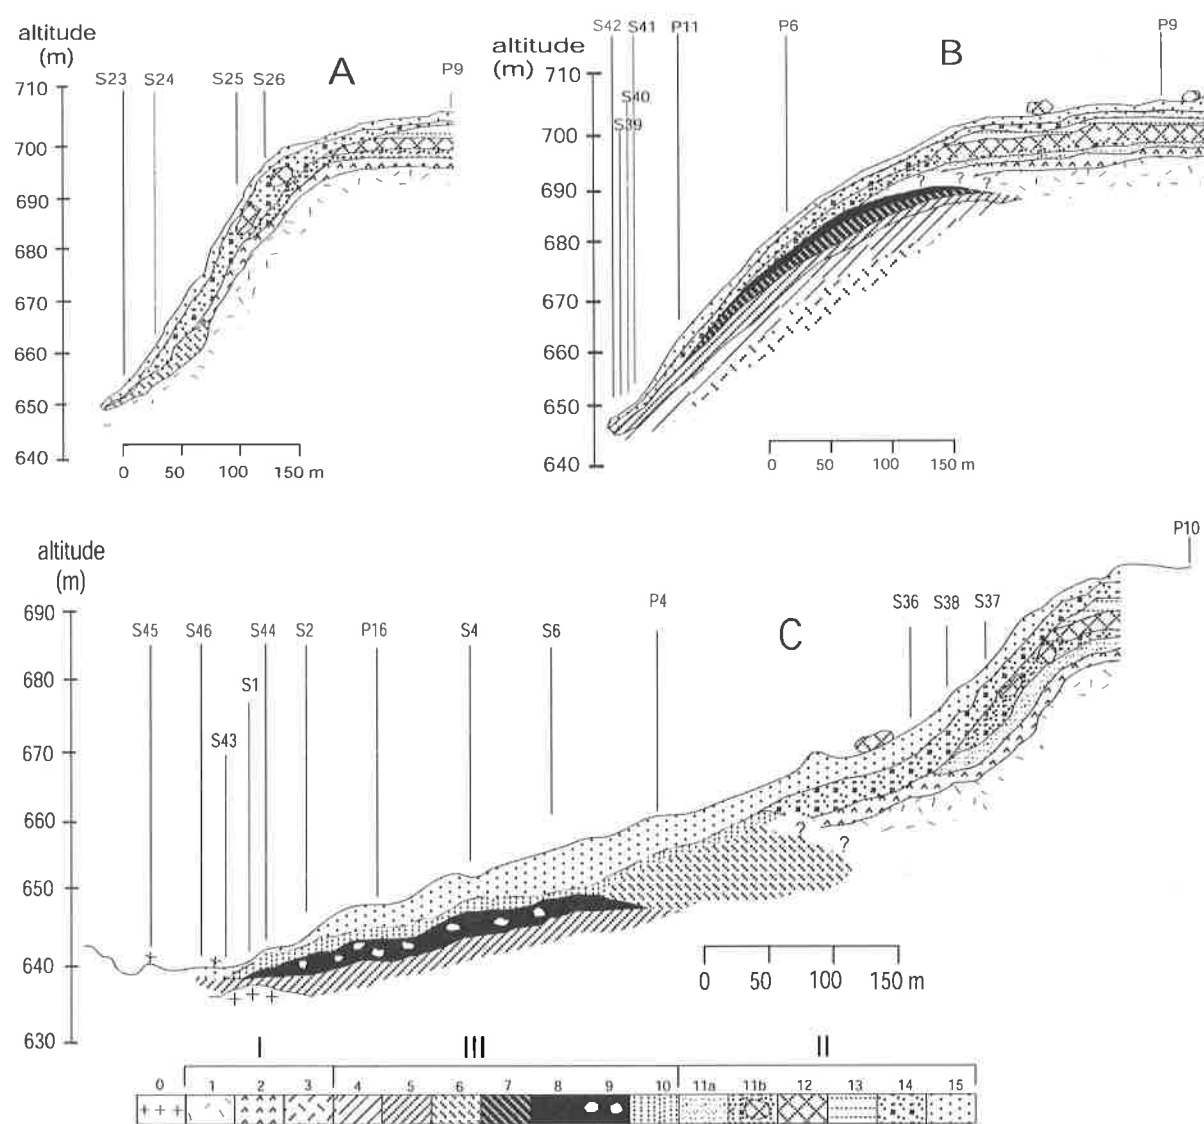 altitude
(m)
A
S23 S24 S25 S26 P9
710
700
690
680
670
660
650
640
0 50 100 150 m
S42 S41 P11 P6 P9
altitude
(m)
B
S40
S39
710
700
690
680
670
660
650
640
? ? ?
0 50 100 150 m
altitude
(m)
C
P10
S45 S46 S44 S2 P16 S4 S6 P4 S36 S38 S37
S1
S43
690
680
670
660
650
640
630
? ?
0 50 100 150 m
I III II
0 1 2 3 4 5 6 7 8 9 10 11a 11b 12 13 14 15